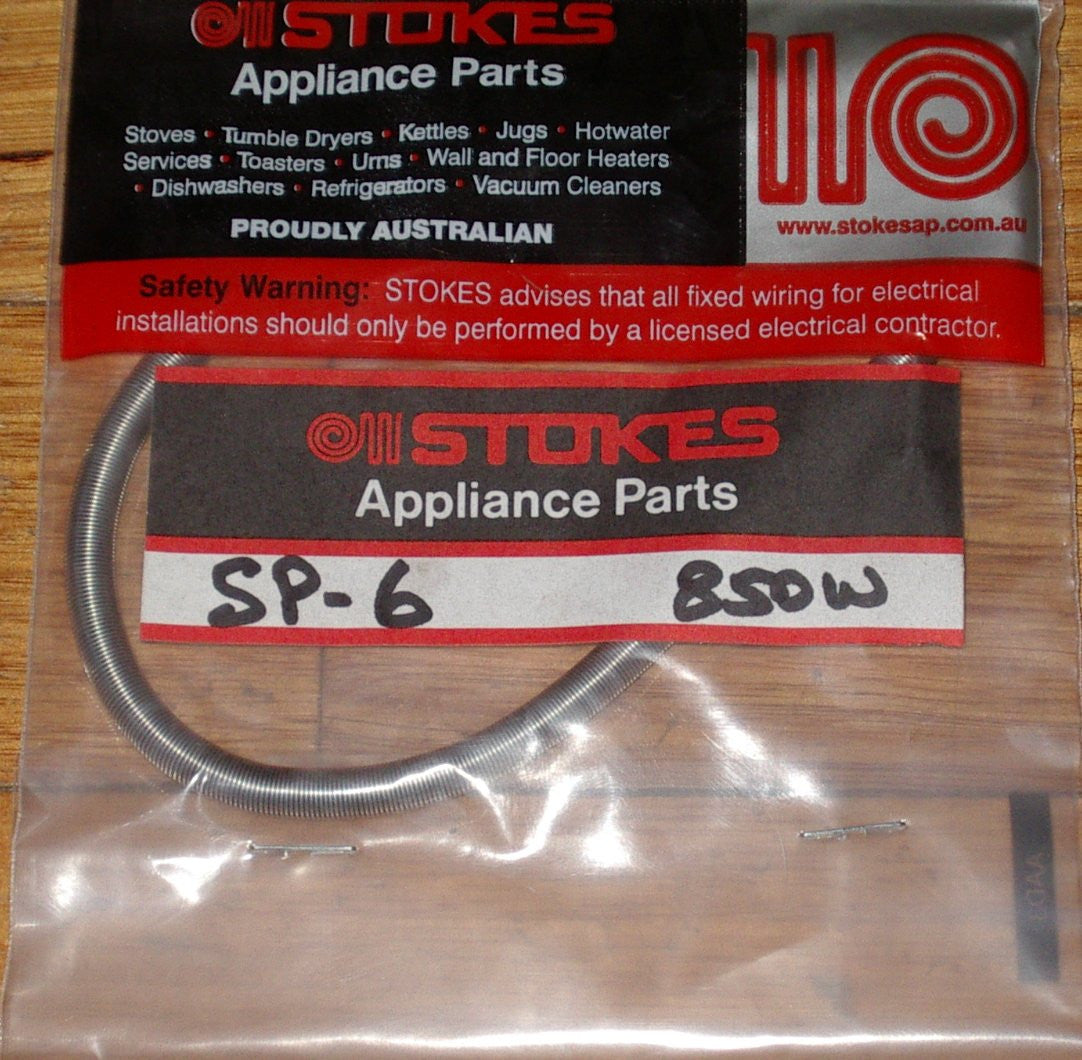 STOKES
Appliance Parts
Stoves • Tumble Dryers • Kettles • Jugs • Hotwater
Services • Toasters • Urns • Wall and Floor Heaters
• Dishwashers • Refrigerators • Vacuum Cleaners
PROUDLY AUSTRALIAN
www.stokesap.com.au
Safety Warning: STOKES advises that all fixed wiring for electrical
installations should only be performed by a licensed electrical contractor.
STOKES
Appliance Parts
SP-6 850W